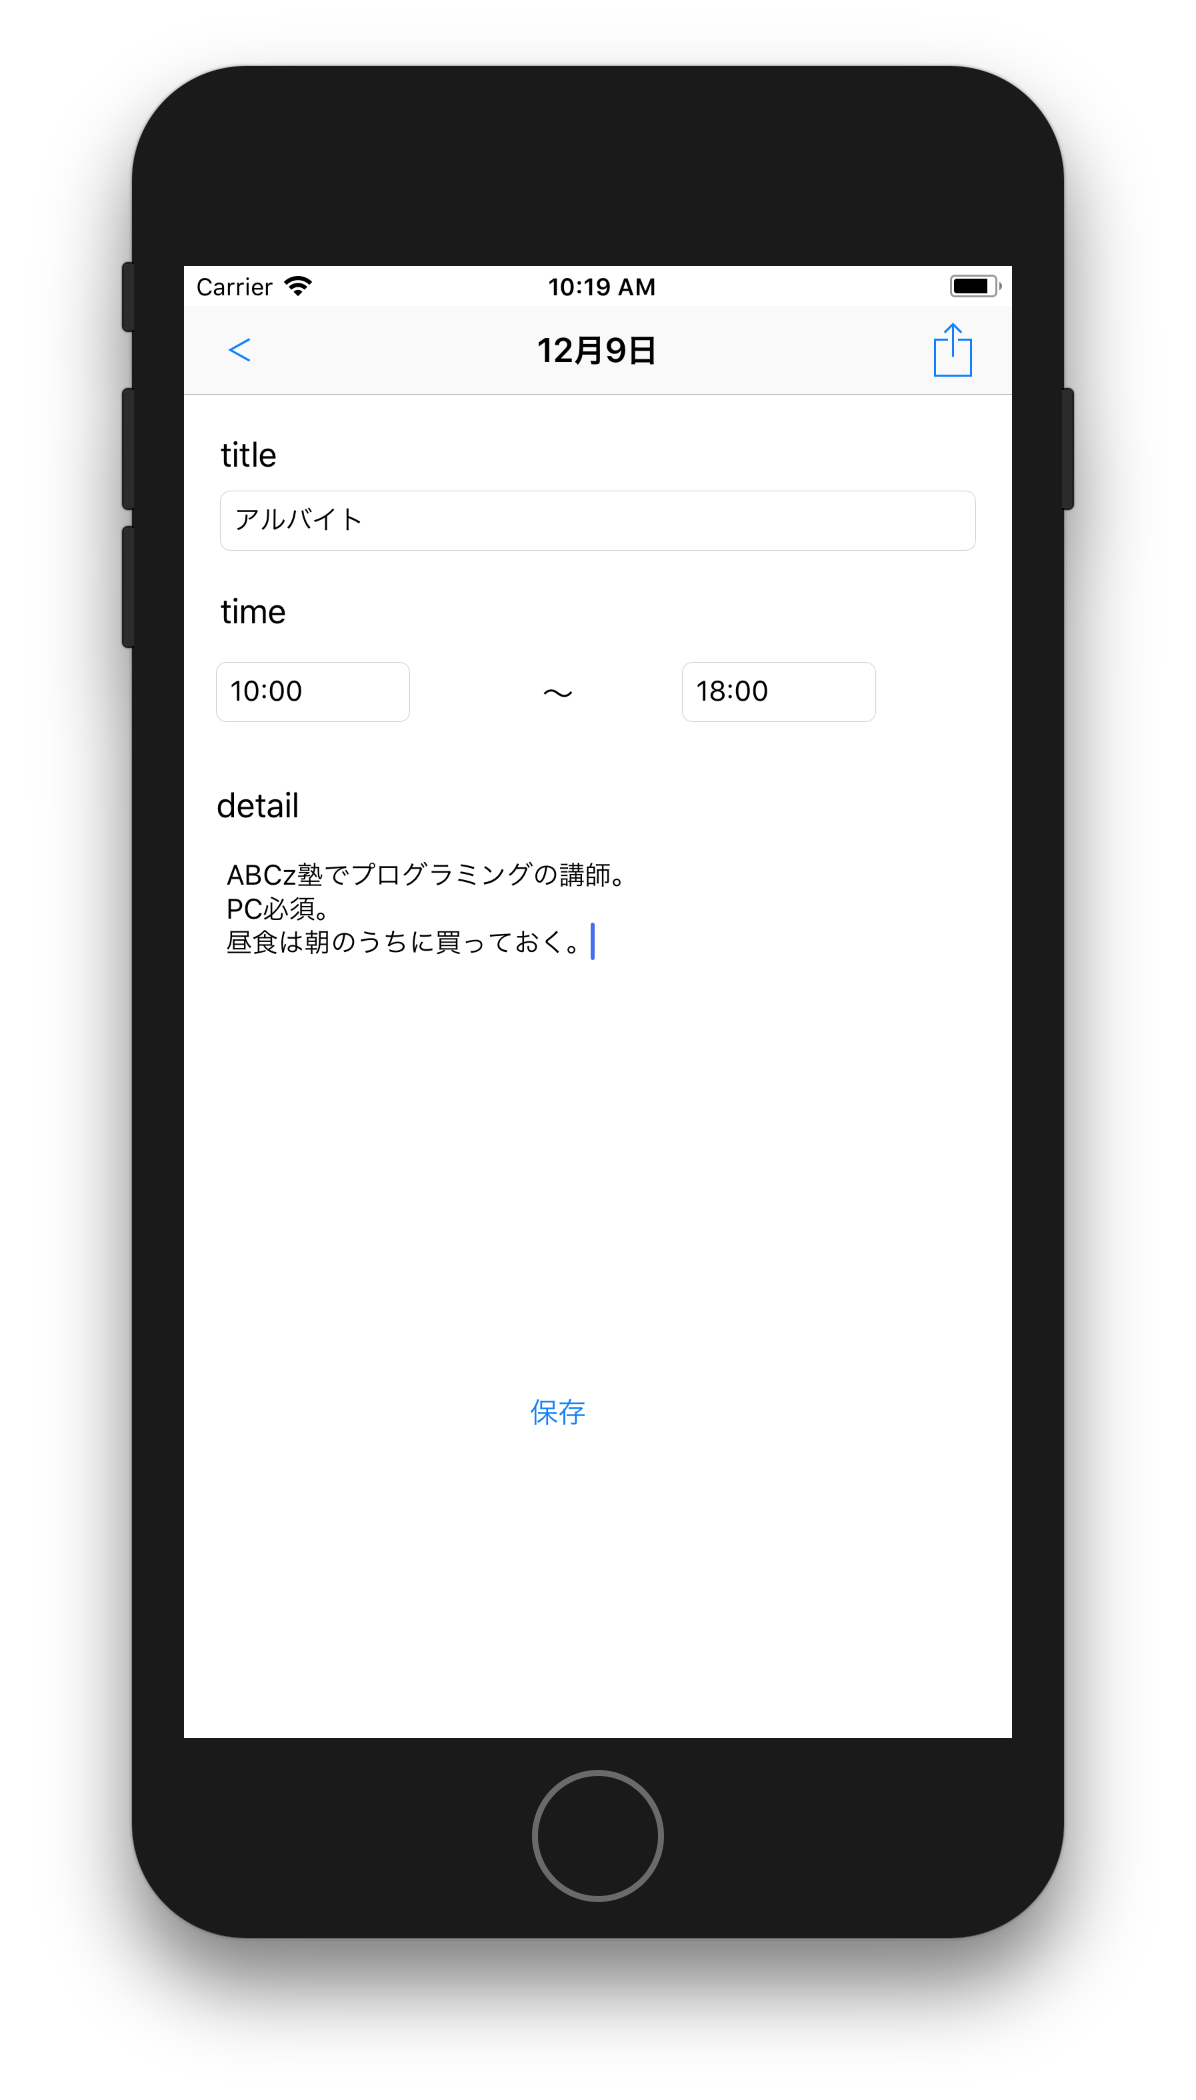 Carrier 10:19 AM
< 12月9日
title
アルバイト
time
10:00 〜 18:00
detail
ABCz塾でプログラミングの講師。
PC必須。
昼食は朝のうちに買っておく。
保存